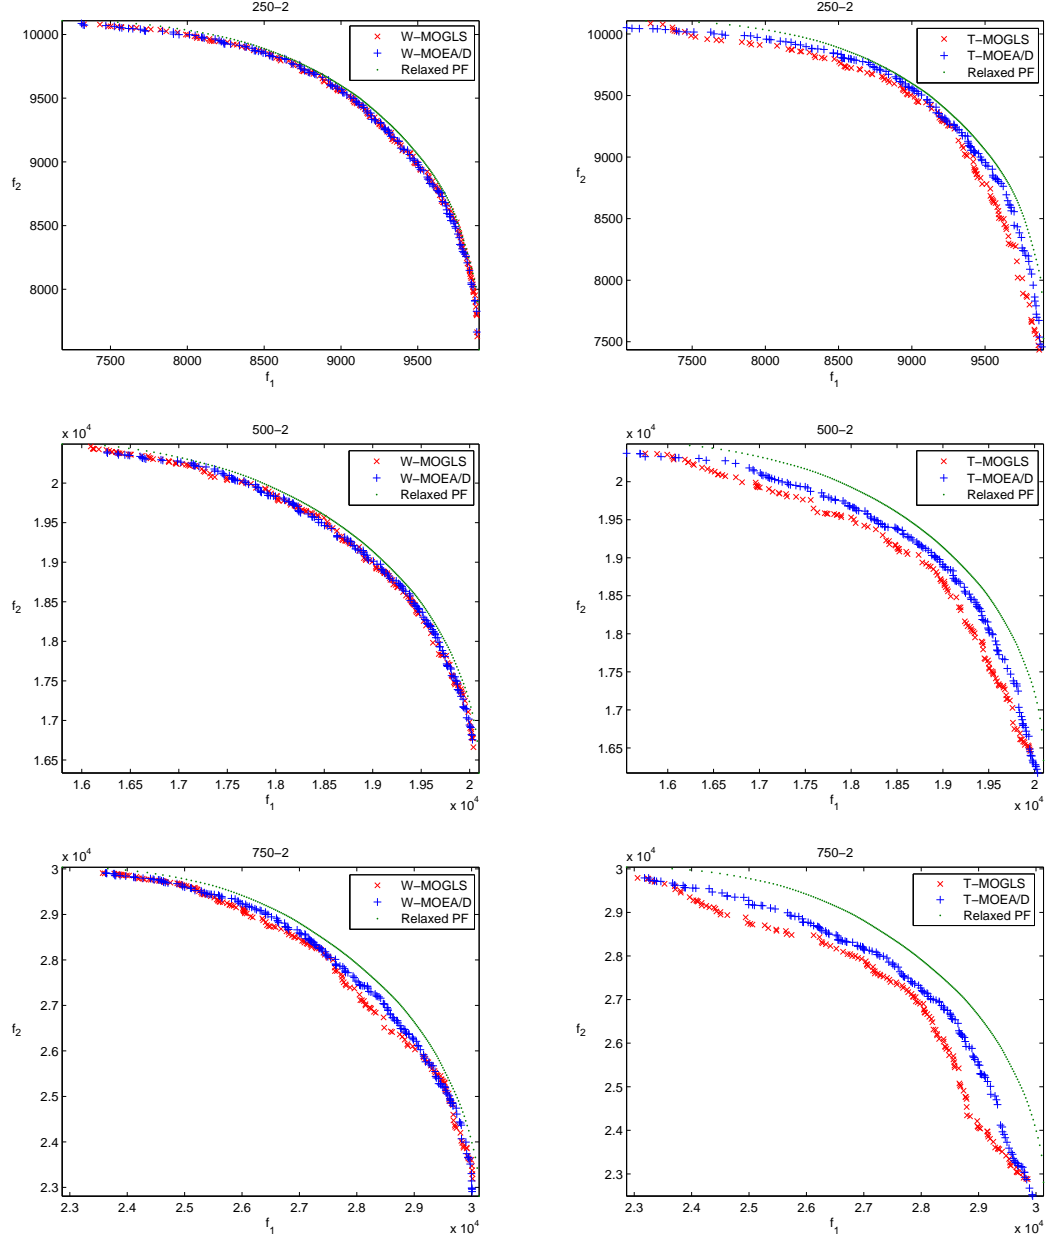 250−2
W−MOGLS
W−MOEA/D
Relaxed PF
10000
9500
9000
8500
8000
f2
7500 8000 8500 9000 9500
f1
250−2
T−MOGLS
T−MOEA/D
Relaxed PF
10000
9500
9000
8500
8000
7500
f2
7500 8000 8500 9000 9500
f1
x 10^4
500−2
W−MOGLS
W−MOEA/D
Relaxed PF
2
1.95
1.9
1.85
1.8
1.75
1.7
1.65
f2
1.6 1.65 1.7 1.75 1.8 1.85 1.9 1.95 2
f1
x 10^4
x 10^4
500−2
T−MOGLS
T−MOEA/D
Relaxed PF
2
1.95
1.9
1.85
1.8
1.75
1.7
1.65
f2
1.6 1.65 1.7 1.75 1.8 1.85 1.9 1.95 2
f1
x 10^4
x 10^4
750−2
W−MOGLS
W−MOEA/D
Relaxed PF
3
2.9
2.8
2.7
2.6
2.5
2.4
2.3
f2
2.3 2.4 2.5 2.6 2.7 2.8 2.9 3
f1
x 10^4
x 10^4
750−2
T−MOGLS
T−MOEA/D
Relaxed PF
3
2.9
2.8
2.7
2.6
2.5
2.4
2.3
f2
2.3 2.4 2.5 2.6 2.7 2.8 2.9 3
f1
x 10^4